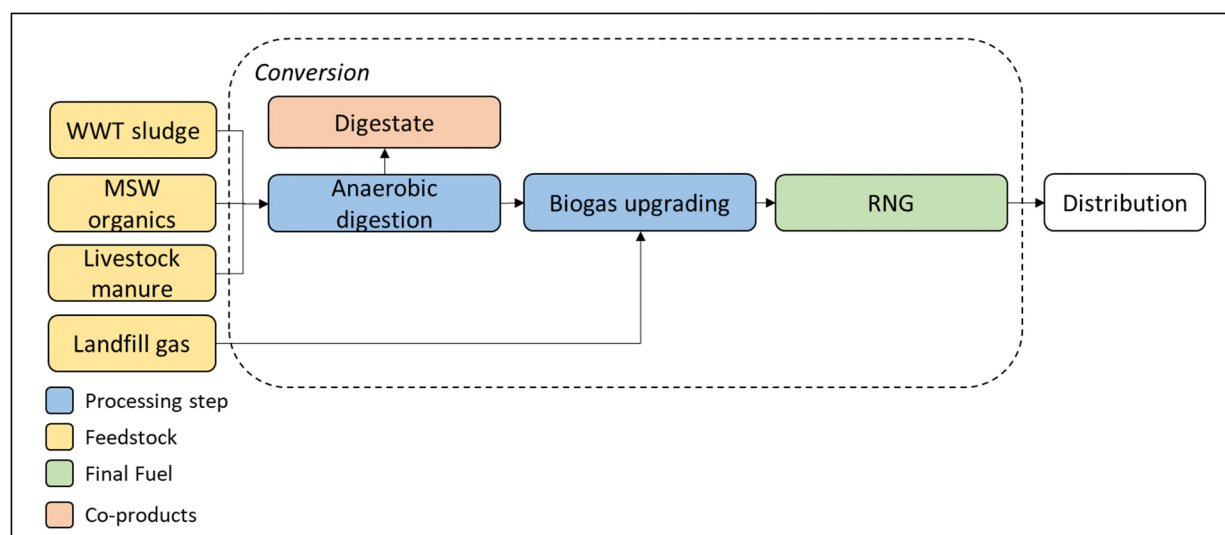 Conversion
WWT sludge
Digestate
MSW
organics
Anaerobic
digestion
Biogas upgrading
RNG
Distribution
Livestock
manure
Landfill gas
Processing step
Feedstock
Final Fuel
Co-products